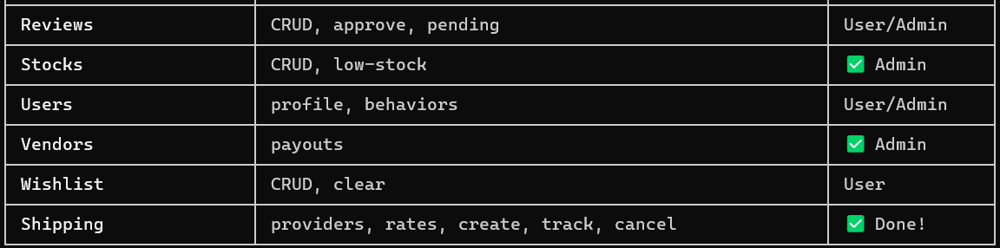 Reviews CRUD, approve, pending User/Admin
Stocks CRUD, low-stock ✅ Admin
Users profile, behaviors User/Admin
Vendors payouts ✅ Admin
Wishlist CRUD, clear User
Shipping providers, rates, create, track, cancel ✅ Done!